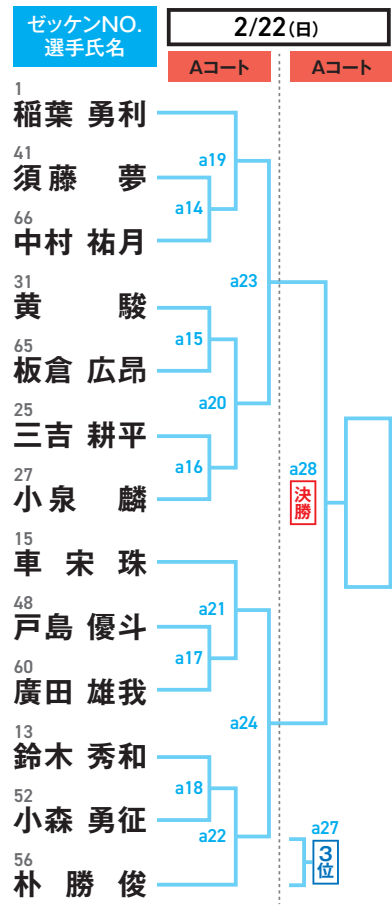 ゼッケンNO.
選手氏名
2/22(日)
Aコート
Aコート
1
稲葉 勇利
41
須藤 夢
66
中村 祐月
31
黄 駿
65
板倉 広昂
25
三吉 耕平
27
小泉 麟
15
車 宋 珠
48
戸島 優斗
60
廣田 雄我
13
鈴木 秀和
52
小森 勇征
56
朴 勝 俊
a19
a14
a23
a15
a20
a16
a28
決勝
a21
a17
a24
a18
a22
a27
3位